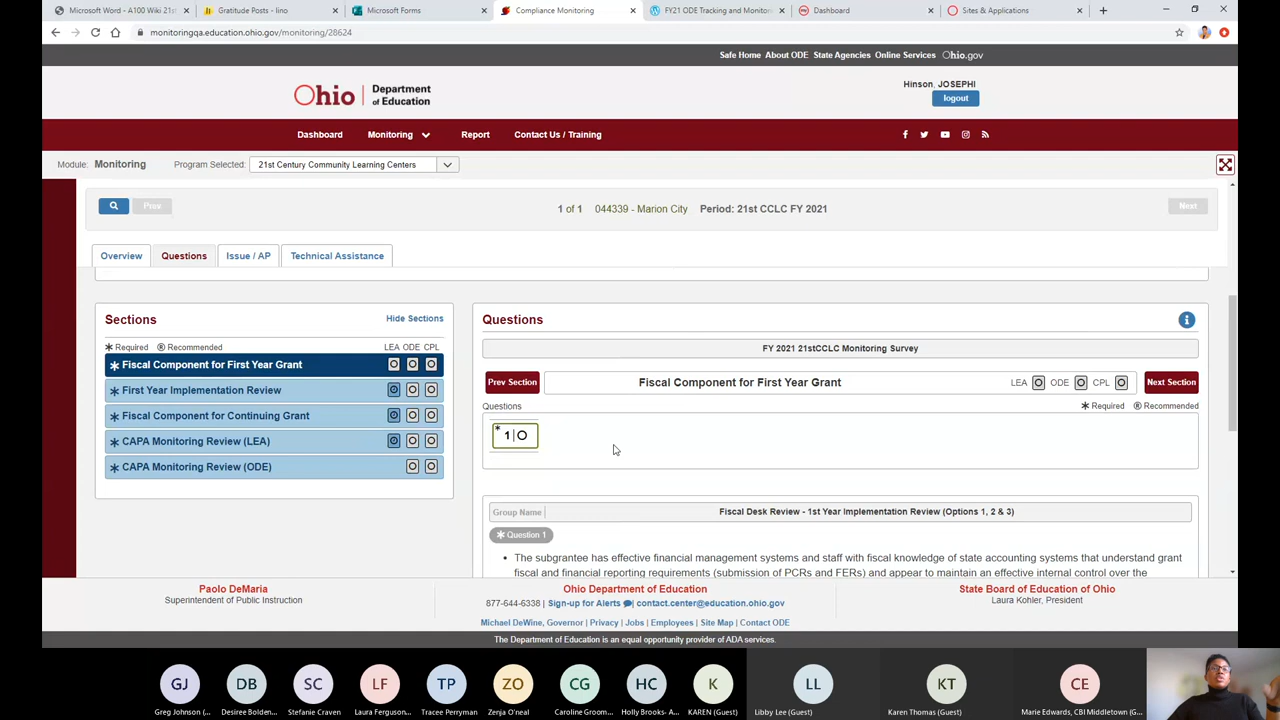 Microsoft Word - A100 Wiki 21st
Gratitude Posts - lino
Microsoft Forms
Compliance Monitoring
FY21 ODE Tracking and Monitori
Dashboard
Sites & Applications
monitoringqa.education.ohio.gov/monitoring/28624
Safe Home About ODE State Agencies Online Services Ohio.gov
Ohio Department of Education
Hinson, JOSEPHI
logout
Dashboard Monitoring Report Contact Us / Training
Module: Monitoring Program Selected: 21st Century Community Learning Centers
Prev 1 of 1 044339 - Marion City Period: 21st CCLC FY 2021 Next
Overview Questions Issue / AP Technical Assistance
Sections Hide Sections
* Required ® Recommended LEA ODE CPL
* Fiscal Component for First Year Grant
* First Year Implementation Review
* Fiscal Component for Continuing Grant
* CAPA Monitoring Review (LEA)
* CAPA Monitoring Review (ODE)
Questions
FY 2021 21stCCLC Monitoring Survey
Prev Section Fiscal Component for First Year Grant LEA ODE CPL Next Section
Questions * Required ® Recommended
* 1|O
Group Name Fiscal Desk Review - 1st Year Implementation Review (Options 1, 2 & 3)
* Question 1
• The subgrantee has effective financial management systems and staff with fiscal knowledge of state accounting systems that understand grant
fiscal and financial reporting requirements (submission of PCRs and FERs) and appear to maintain an effective internal control over the
Paolo DeMaria
Superintendent of Public Instruction
Ohio Department of Education
877-644-6338 | Sign-up for Alerts | contact.center@education.ohio.gov
Michael DeWine, Governor | Privacy | Jobs | Employees | Site Map | Contact ODE
State Board of Education of Ohio
Laura Kohler, President
The Department of Education is an equal opportunity provider of ADA services.
GJ DB SC LF TP ZO CG HC K LL KT CE
Greg Johnson (... Desiree Bolden... Stefanie Craven Laura Ferguson... Tracee Perryman Zenja O'neal Caroline Groom... Holly Brooks- A... KAREN (Guest) Libby Lee (Guest) Karen Thomas (Guest) Marie Edwards, CBI Middletown (G...